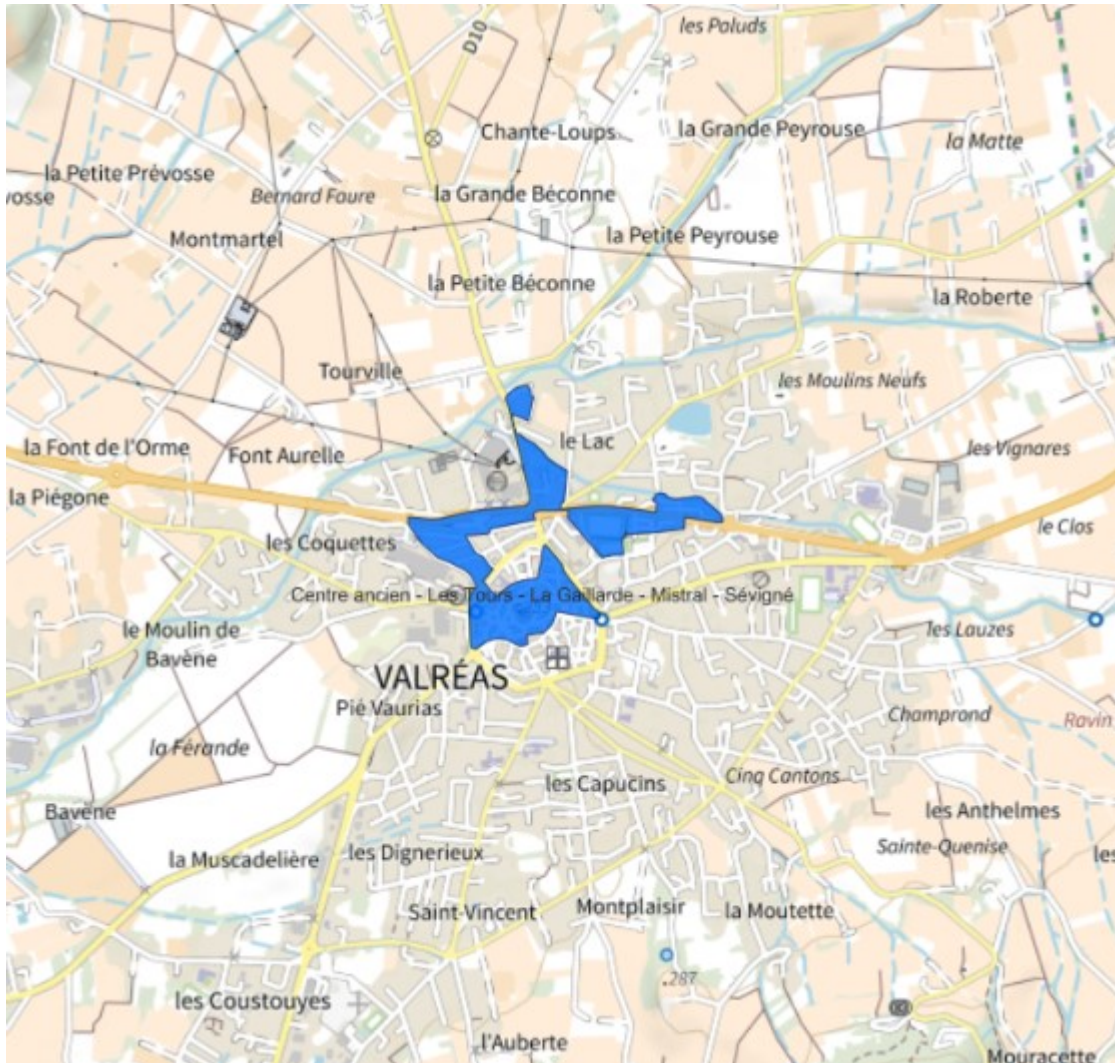 les Paluds
D10
Chante-Loups
la Grande Peyrouse
la Matte
la Petite Prévosse
vosse
Bernard Faure
la Grande Béconne
Montmartel
la Petite Peyrouse
la Petite Béconne
la Roberte
Tourville
les Moulins Neufs
la Font de l'Orme
Font Aurelle
le Lac
les Vignares
la Piégone
le Clos
les Coquettes
Centre ancien - Les Tours - La Gaillarde - Mistral - Sévigné
le Moulin de
Bavène
les Lauzes
VALRÉAS
Pié Vaurias
Champrond
Ravin
la Férande
les Capucins
Cinq Cantons
Bavène
les Anthelmes
la Muscadelière
les Dignerieux
Sainte-Quenise
les
Saint-Vincent
Montplaisir
la Moutette
.287
les Coustouyes
l'Auberte
Mouracette